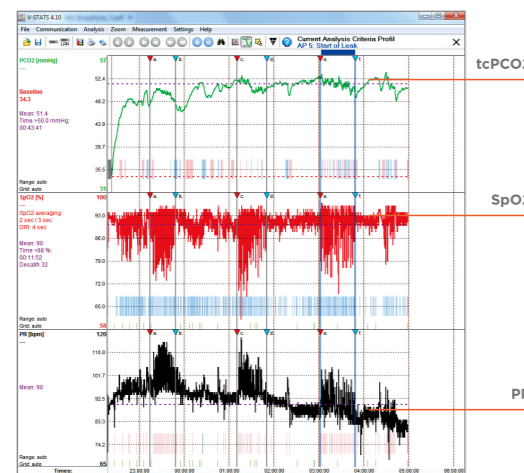 V-STATS 4.10
File Communication Analysis Zoom Measurement Settings Help
Current Analysis Criteria Profil
AP 5: Start of Leak
PCO2 [mmHg]
57
---
Baseline
34.3
Mean: 51.4
Time >50.0 mmHg:
00:43:41
Range: auto
Grid: auto
52.4
48.2
43.9
39.7
35.5
31
a.
b.
c.
d.
e.
f.
tcPCO2
SpO2 [%]
100
---
SpO2 averaging:
2 sec / 3 sec
DRI: 4 sec
Mean: 90
Time <88 %:
00:11:52
Desat/h 32
Range: auto
Grid: auto
93.0
86.0
79.0
72.0
65.0
58
a.
b.
c.
d.
e.
f.
SpO2
PR [bpm]
120
---
Mean: 90
Range: auto
Grid: auto
110.8
101.7
92.5
83.3
74.2
65
a.
b.
c.
d.
e.
f.
PR
Times:
23:00:00 00:00:00 01:00:00 02:00:00 03:00:00 04:00:00 05:00:00 06:00:00